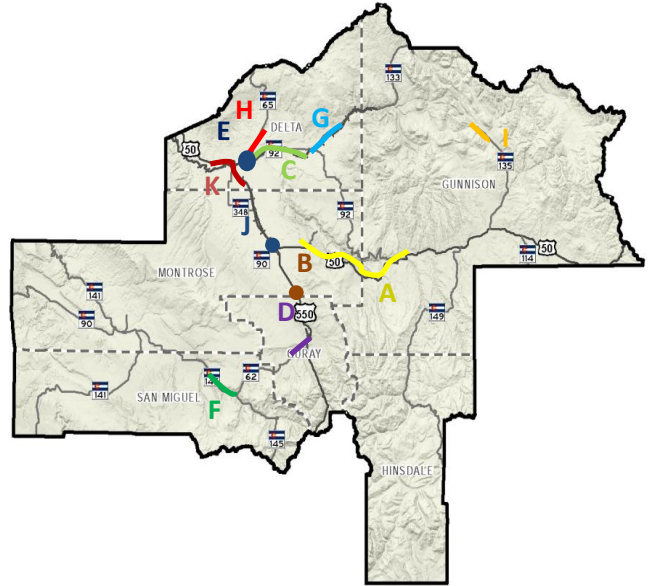 133
H
65
G
E
DELTA
50
92
C
I
135
K
GUNNISON
348
92
J
90
B
50
114
50
MONTROSE
A
141
D
550
149
90
OURAY
62
141
SAN MIGUEL
F
145
HINSDALE